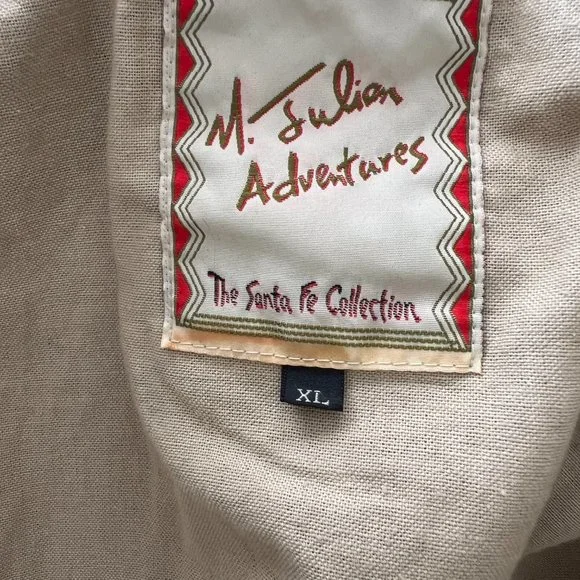 M. Julian
Adventures
The Santa Fe Collection
XL